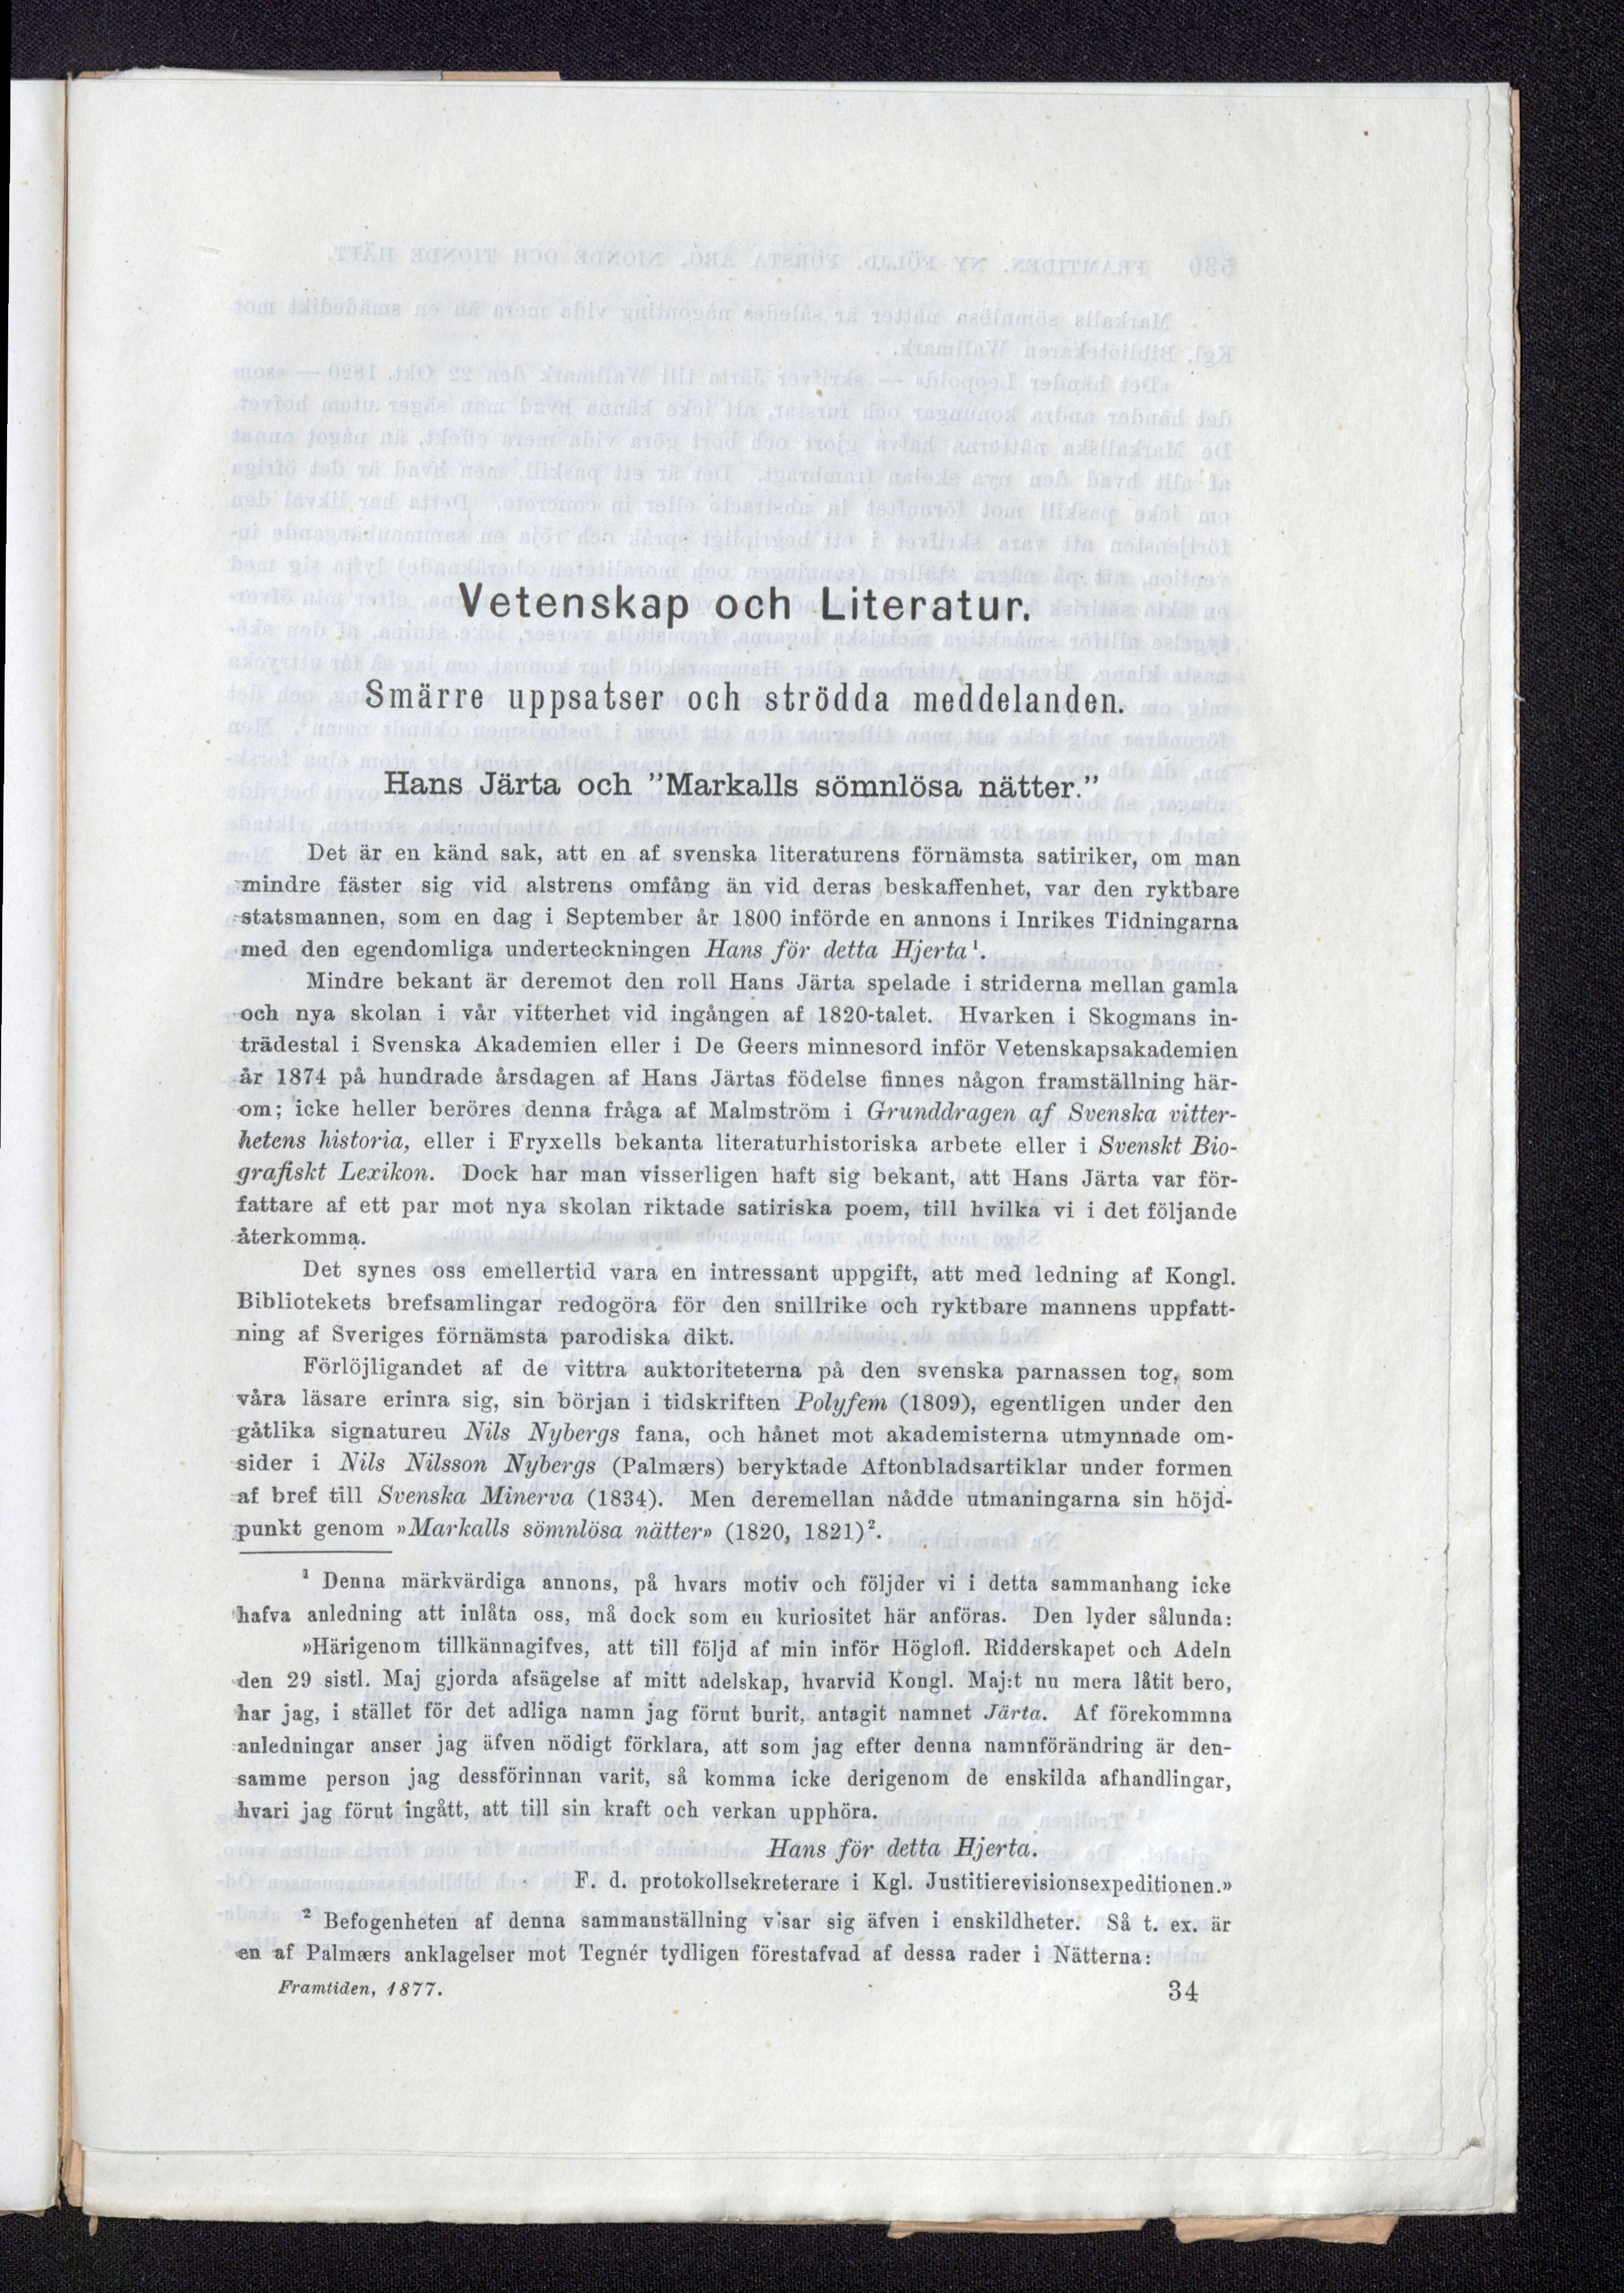 Vetenskap och Literatur.
Smärre uppsatser och strödda meddelanden.
Hans Järta och ”Markalls sömnlösa nätter.”
Det är en känd sak, att en af svenska literaturens förnämsta satiriker, om man
mindre fäster sig vid alstrens omfång än vid deras beskaffenhet, var den ryktbare
statsmannen, som en dag i September år 1800 införde en annons i Inrikes Tidningarna
med den egendomliga underteckningen Hans för detta Hjerta¹.
Mindre bekant är deremot den roll Hans Järta spelade i striderna mellan gamla
och nya skolan i vår vitterhet vid ingången af 1820-talet. Hvarken i Skogmans in-
trädestal i Svenska Akademien eller i De Geers minnesord inför Vetenskapsakademien
år 1874 på hundrade årsdagen af Hans Järtas födelse finnes någon framställning här-
om; icke heller beröres denna fråga af Malmström i Grunddragen af Svenska vitter-
hetens historia, eller i Fryxells bekanta literaturhistoriska arbete eller i Svenskt Bio-
grafiskt Lexikon. Dock har man visserligen haft sig bekant, att Hans Järta var för-
fattare af ett par mot nya skolan riktade satiriska poem, till hvilka vi i det följande
återkomma.
Det synes oss emellertid vara en intressant uppgift, att med ledning af Kongl.
Bibliotekets brefsamlingar redogöra för den snillrike och ryktbare mannens uppfatt-
ning af Sveriges förnämsta parodiska dikt.
Förlöjligandet af de vittra auktoriteterna på den svenska parnassen tog, som
våra läsare erinra sig, sin början i tidskriften Polyfem (1809), egentligen under den
gåtlika signatureu Nils Nybergs fana, och hånet mot akademisterna utmynnade om-
sider i Nils Nilsson Nybergs (Palmærs) beryktade Aftonbladsartiklar under formen
af bref till Svenska Minerva (1834). Men deremellan nådde utmaningarna sin höjd-
punkt genom »Markalls sömnlösa nätter» (1820, 1821)².
¹ Denna märkvärdiga annons, på hvars motiv och följder vi i detta sammanhang icke
hafva anledning att inlåta oss, må dock som en kuriositet här anföras. Den lyder sålunda:
»Härigenom tillkännagifves, att till följd af min inför Höglofl. Ridderskapet och Adeln
den 29 sistl. Maj gjorda afsägelse af mitt adelskap, hvarvid Kongl. Maj:t nu mera låtit bero,
har jag, i stället för det adliga namn jag förut burit, antagit namnet Järta. Af förekommna
anledningar anser jag äfven nödigt förklara, att som jag efter denna namnförändring är den-
samme person jag dessförinnan varit, så komma icke derigenom de enskilda afhandlingar,
hvari jag förut ingått, att till sin kraft och verkan upphöra.
Hans för detta Hjerta.
F. d. protokollsekreterare i Kgl. Justitierevisionsexpeditionen.»
² Befogenheten af denna sammanställning visar sig äfven i enskildheter. Så t. ex. är
en af Palmærs anklagelser mot Tegnér tydligen förestafvad af dessa rader i Nätterna:
Framtiden, 1877. 34